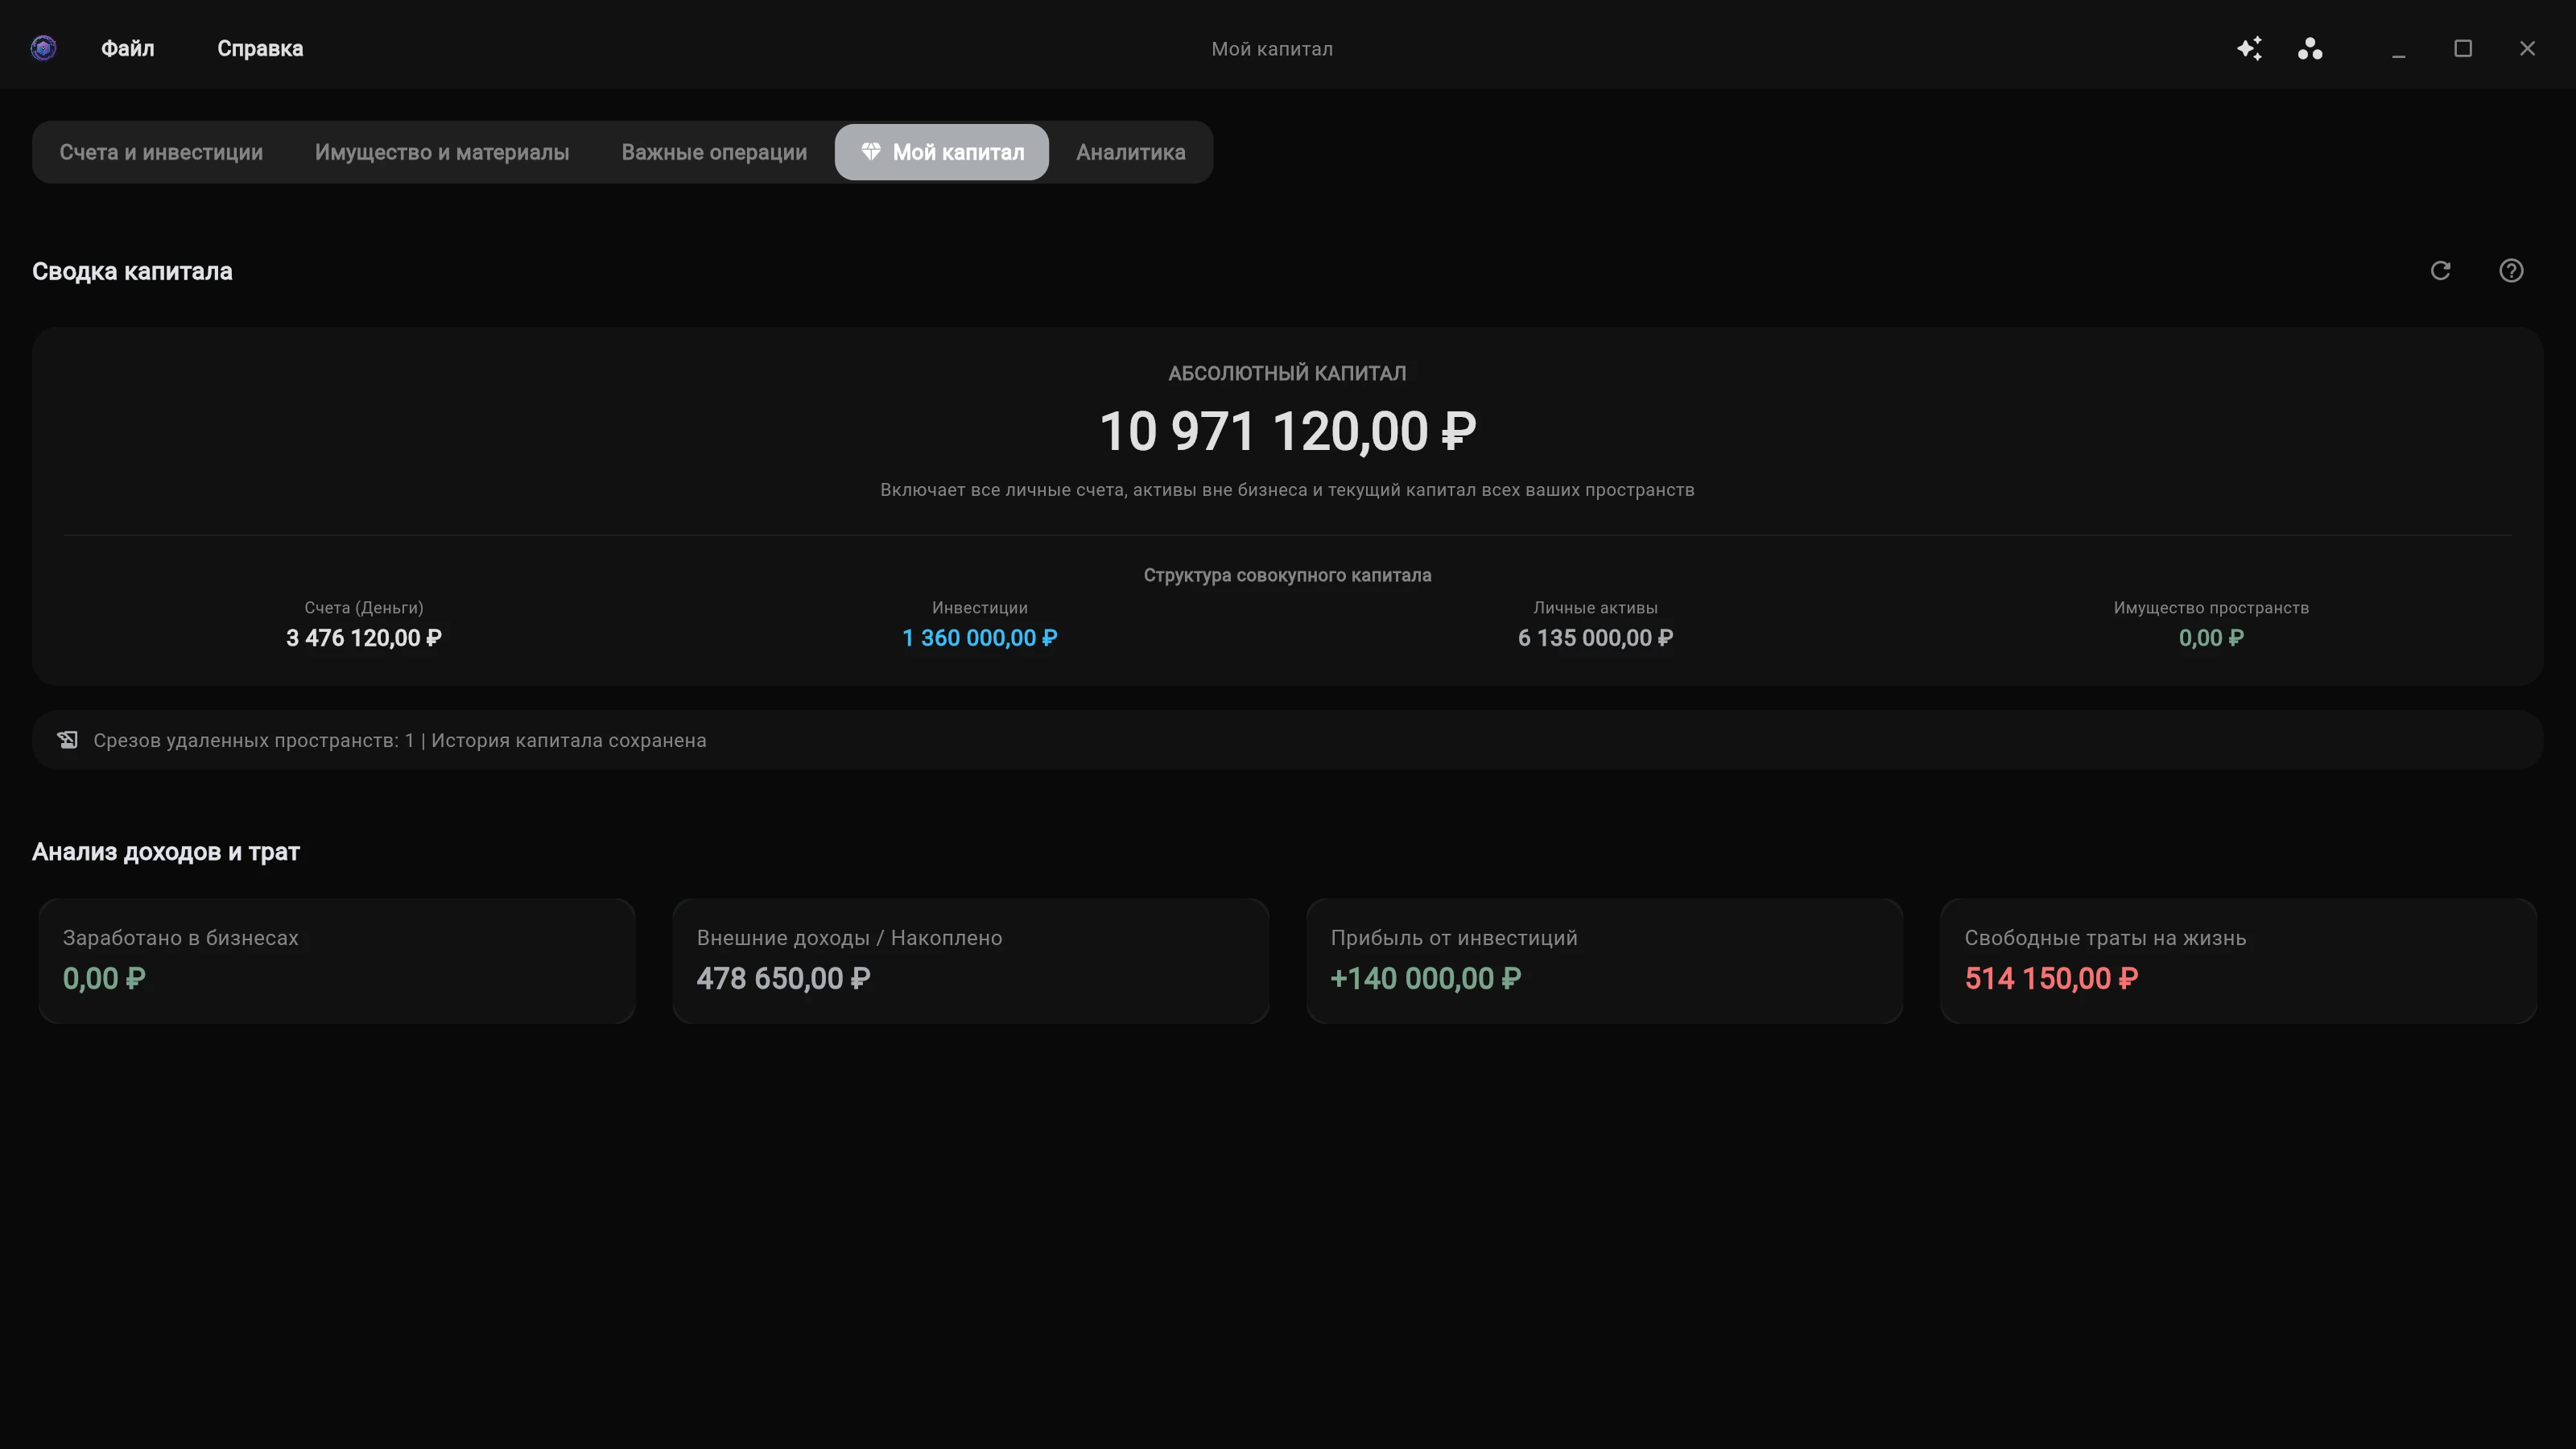 Файл Справка Мой капитал
Счета и инвестиции Имущество и материалы Важные операции Мой капитал Аналитика
Сводка капитала
АБСОЛЮТНЫЙ КАПИТАЛ
10 971 120,00 ₽
Включает все личные счета, активы вне бизнеса и текущий капитал всех ваших пространств
Структура совокупного капитала
Счета (Деньги) Инвестиции Личные активы Имущество пространств
3 476 120,00 ₽ 1 360 000,00 ₽ 6 135 000,00 ₽ 0,00 ₽
Срезов удаленных пространств: 1 | История капитала сохранена
Анализ доходов и трат
Заработано в бизнесах Внешние доходы / Накоплено Прибыль от инвестиций Свободные траты на жизнь
0,00 ₽ 478 650,00 ₽ +140 000,00 ₽ 514 150,00 ₽